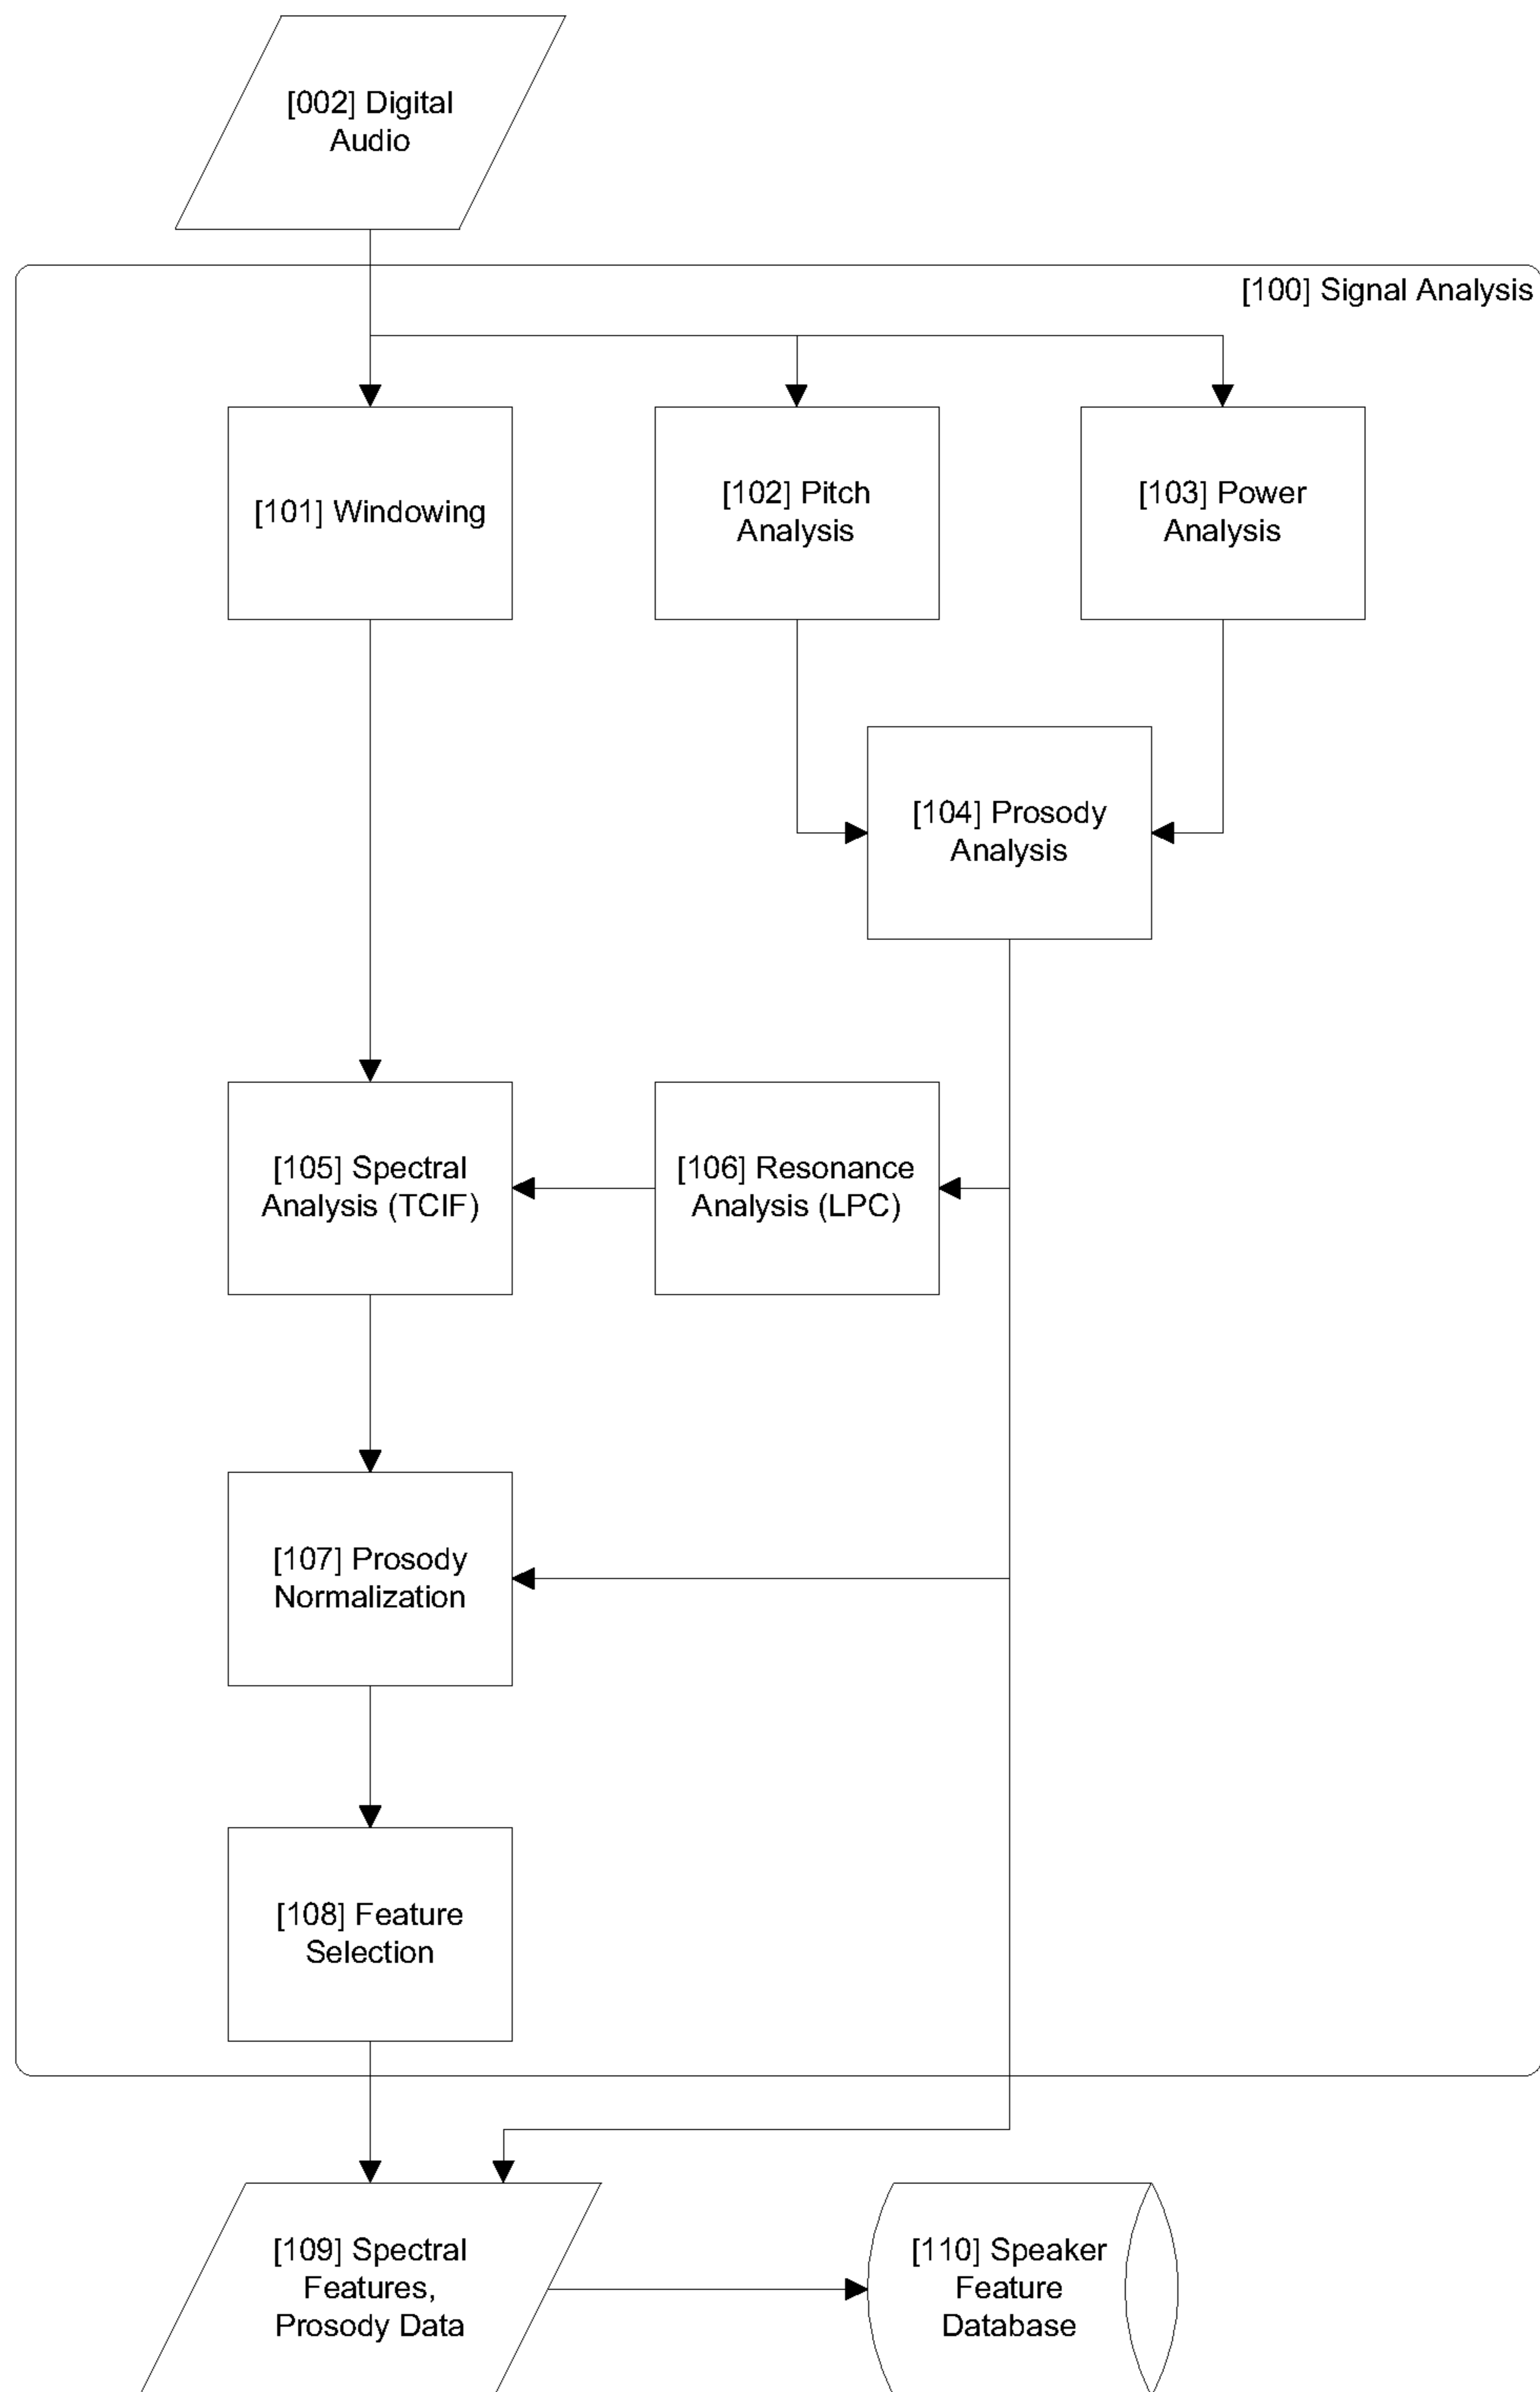 [002] Digital
Audio
[100] Signal Analysis
[101] Windowing
[102] Pitch
Analysis
[103] Power
Analysis
[104] Prosody
Analysis
[105] Spectral
Analysis (TCIF)
[106] Resonance
Analysis (LPC)
[107] Prosody
Normalization
[108] Feature
Selection
[109] Spectral
Features,
Prosody Data
[110] Speaker
Feature
Database